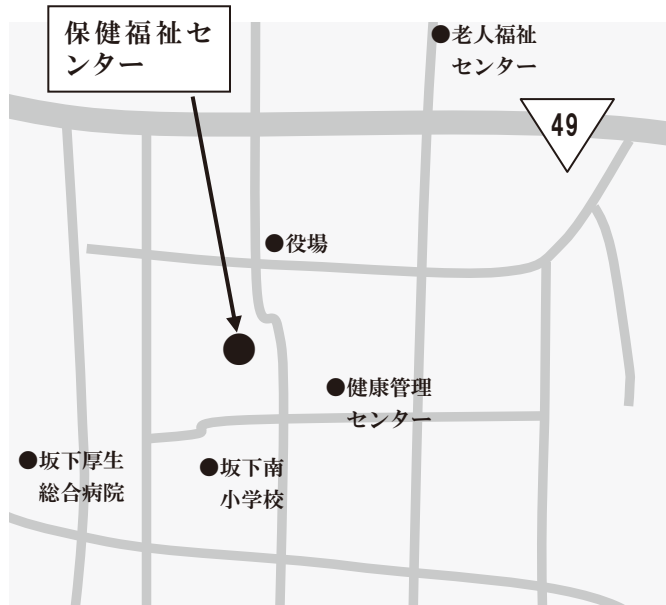 保健福祉セ
ンター
●老人福祉
センター
49
●役場
●健康管理
センター
●坂下厚生
総合病院
●坂下南
小学校